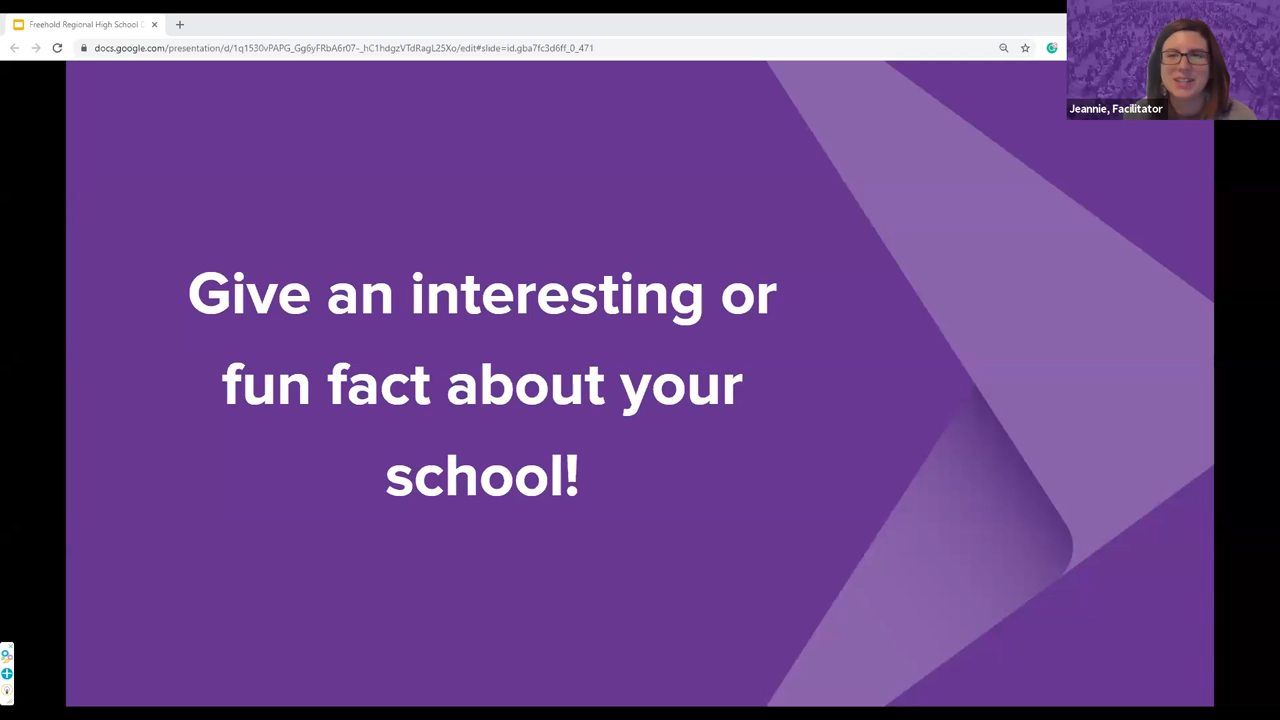 Freehold Regional High School D
docs.google.com/presentation/d/1q1530vPAPG_Gg6yFRbA6r07-_hC1hdgzVTdRagL25Xo/edit#slide=id.gba7fc3d6ff_0_471
Jeannie, Facilitator
Give an interesting or
fun fact about your
school!